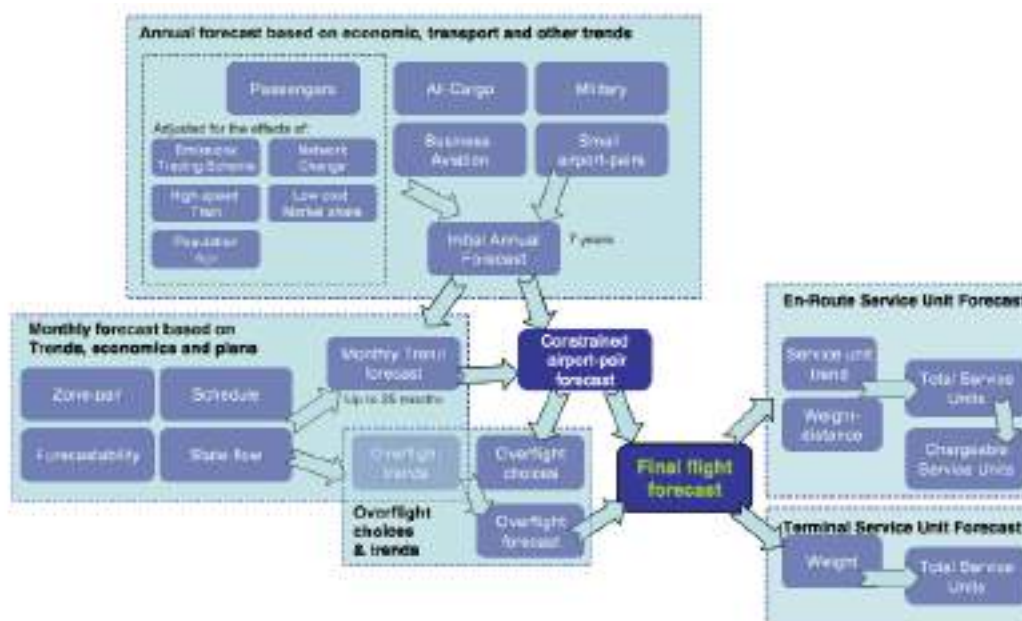 Annual forecast based on economic, transport and other trends
Passengers
All-Cargo
Military
Adjusted for the effects of:
Business
Aviation
Small
airport-pairs
Emissions
Trading Scheme
Network
Change
High-speed
Train
Low-cost
Market share
Population
Initial Annual
Forecast
7 years
Monthly forecast based on
Trends, economics and plans
Monthly Trend
forecast
Up to 35 months
Zone-pair
Schedule
Forecastability
State flow
Constrained
airport-pair
forecast
Overflight
trends
Overflight
choices
Overflight
forecast
Overflight
choices
& trends
Final flight
forecast
En-Route Service Unit Forecast
Service unit
trend
Total Service
Units
Weight-
distance
Chargeable
Service Units
Terminal Service Unit Forecast
Weight
Total Service
Units